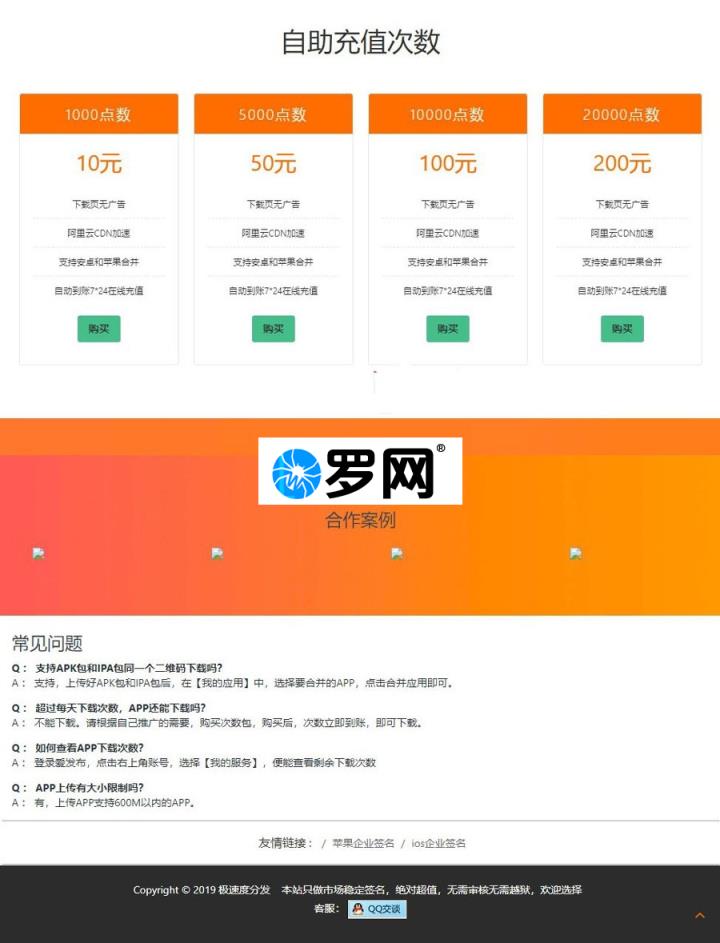 自助充值次数
1000点数 5000点数 10000点数 20000点数
10元 50元 100元 200元
下载页无广告 下载页无广告 下载页无广告 下载页无广告
阿里云CDN加速 阿里云CDN加速 阿里云CDN加速 阿里云CDN加速
支持安卓和苹果合并 支持安卓和苹果合并 支持安卓和苹果合并 支持安卓和苹果合并
自助到账7*24在线充值 自助到账7*24在线充值 自助到账7*24在线充值 自助到账7*24在线充值
购买 购买 购买 购买
罗网®
合作案例
常见问题
Q： 支持APK包和IPA包同一个二维码下载吗?
A： 支持，上传好APK包和IPA包后，在【我的应用】中，选择要合并的APP，点击合并应用即可。
Q： 超过每天下载次数，APP还能下载吗?
A： 不能下载。请根据自己推广的需要，购买次数包，购买后，次数立即到账，即可下载。
Q： 如何查看APP下载次数?
A： 登录爱发布，点击右上角账号，选择【我的服务】，便能查看剩余下载次数
Q： APP上传有大小限制吗?
A： 有，上传APP支持600M以内的APP。
友情链接： / 苹果企业签名 / ios企业签名
Copyright © 2019 极速度分发 本站只做市场稳定签名，绝对超值，无需审核无需越狱，欢迎选择
客服： QQ交谈